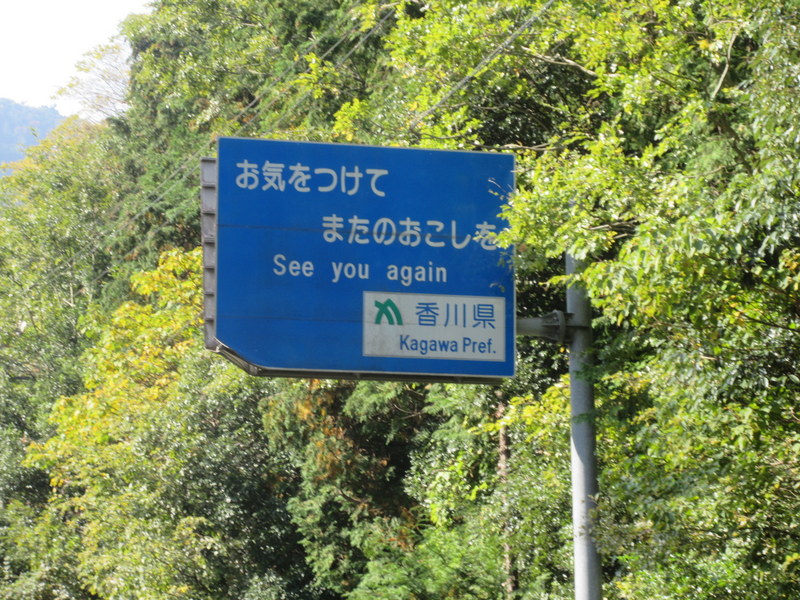 お気をつけて
またのおこしを
See you again
香川県
Kagawa Pref.